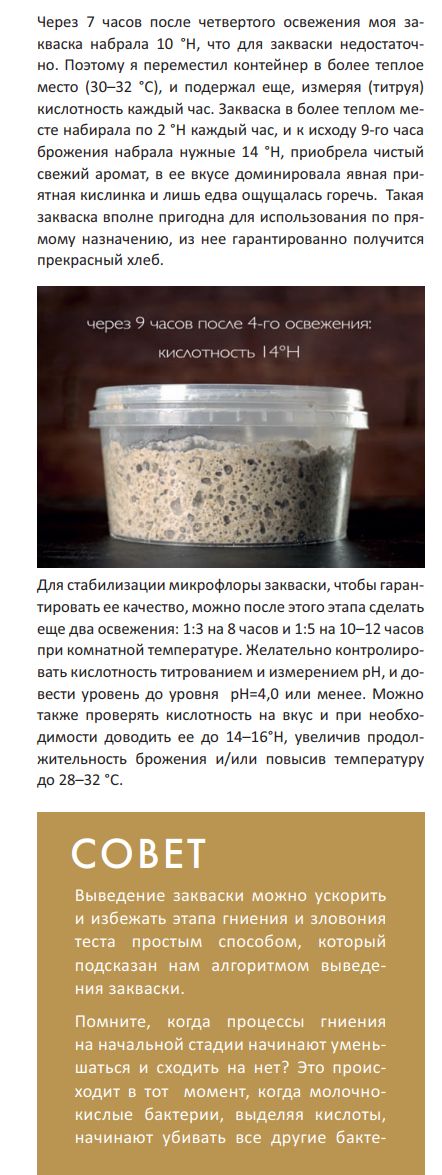 Через 7 часов после четвертого освежения моя за-
кваска набрала 10 °Н, что для закваски недостаточ-
но. Поэтому я переместил контейнер в более теплое
место (30–32 °С), и подержал еще, измеряя (титруя)
кислотность каждый час. Закваска в более теплом ме-
сте набирала по 2 °Н каждый час, и к исходу 9-го часа
брожения набрала нужные 14 °Н, приобрела чистый
свежий аромат, в ее вкусе доминировала явная при-
ятная кислинка и лишь едва ощущалась горечь.  Такая
закваска вполне пригодна для использования по пря-
мому назначению, из нее гарантированно получится
прекрасный хлеб.
через 9 часов после 4-го освежения:
кислотность 14°Н
Для стабилизации микрофлоры закваски, чтобы гаран-
тировать ее качество, можно после этого этапа сделать
еще два освежения: 1:3 на 8 часов и 1:5 на 10–12 часов
при комнатной температуре. Желательно контролиро-
вать кислотность титрованием и измерением рН, и до-
вести уровень до уровня  рН=4,0 или менее. Можно
также проверять кислотность на вкус и при необхо-
димости доводить ее до 14–16°Н, увеличив продол-
жительность брожения и/или повысив температуру
до 28–32 °С.
СОВЕТ
Выведение закваски можно ускорить
и избежать этапа гниения и зловония
теста простым способом, который
подсказан нам алгоритмом выведе-
ния закваски.
Помните, когда процессы гниения
на начальной стадии начинают умень-
шаться и сходить на нет? Это проис-
ходит в тот  момент, когда молочно-
кислые бактерии, выделяя кислоты,
начинают убивать все другие бакте-